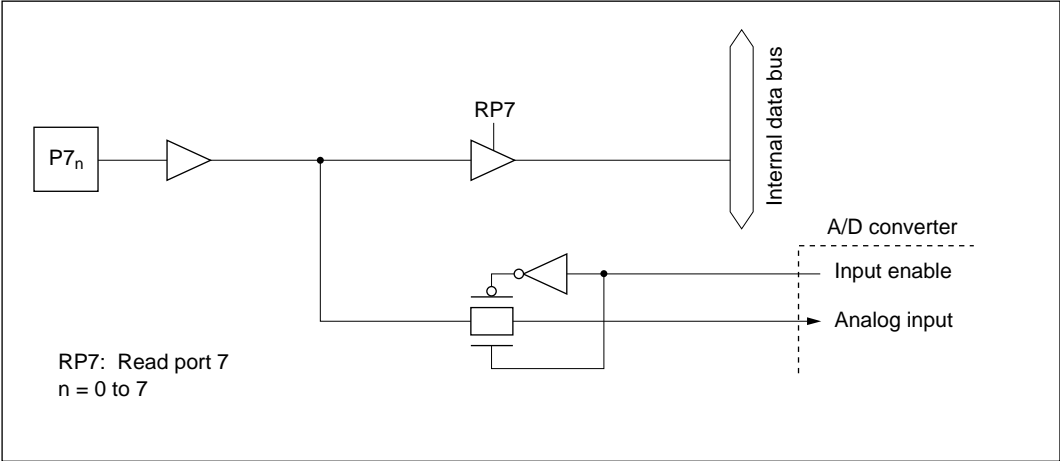 RP7
P7n
Internal data bus
A/D converter
Input enable
Analog input
RP7: Read port 7
n = 0 to 7